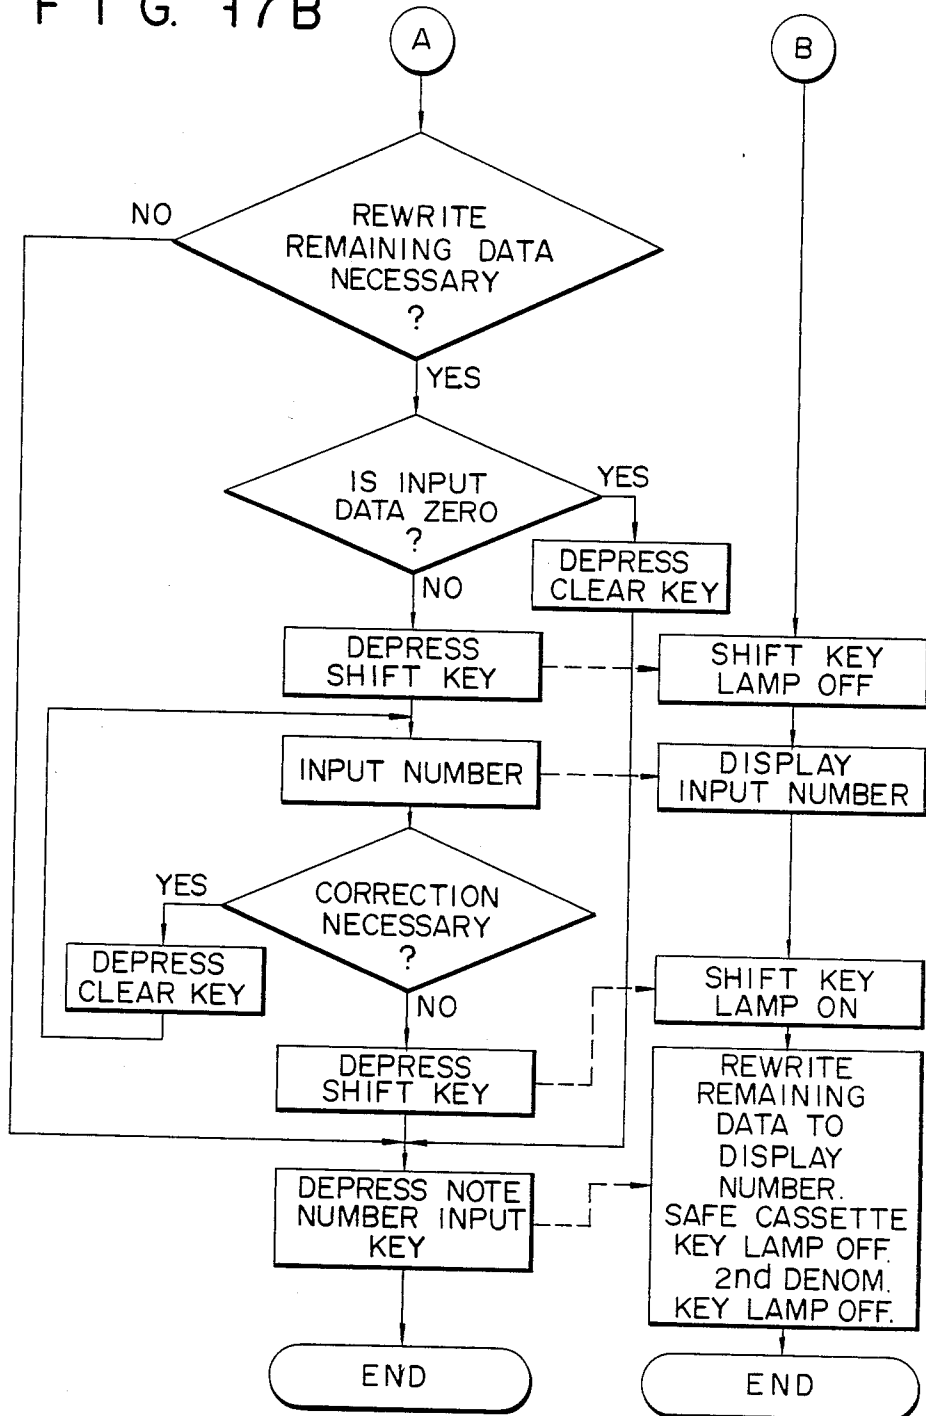 FIG. 17B
A
B
NO
REWRITE
REMAINING DATA
NECESSARY
?
YES
IS INPUT
DATA ZERO
?
YES
DEPRESS
CLEAR KEY
NO
DEPRESS
SHIFT KEY
SHIFT KEY
LAMP OFF
INPUT NUMBER
DISPLAY
INPUT NUMBER
YES
CORRECTION
NECESSARY
?
DEPRESS
CLEAR KEY
NO
SHIFT KEY
LAMP ON
DEPRESS
SHIFT KEY
REWRITE
REMAINING
DATA TO
DISPLAY
NUMBER.
SAFE CASSETTE
KEY LAMP OFF.
2nd DENOM.
KEY LAMP OFF.
DEPRESS NOTE
NUMBER INPUT
KEY
END
END